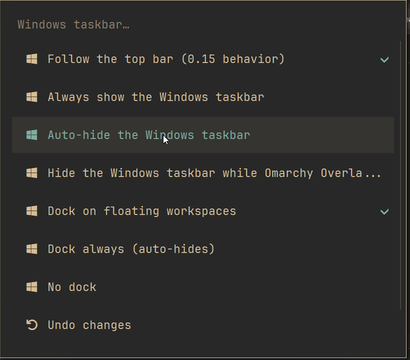 Windows taskbar…
Follow the top bar (0.15 behavior)
Always show the Windows taskbar
Auto-hide the Windows taskbar
Hide the Windows taskbar while Omarchy Overla...
Dock on floating workspaces
Dock always (auto-hides)
No dock
Undo changes